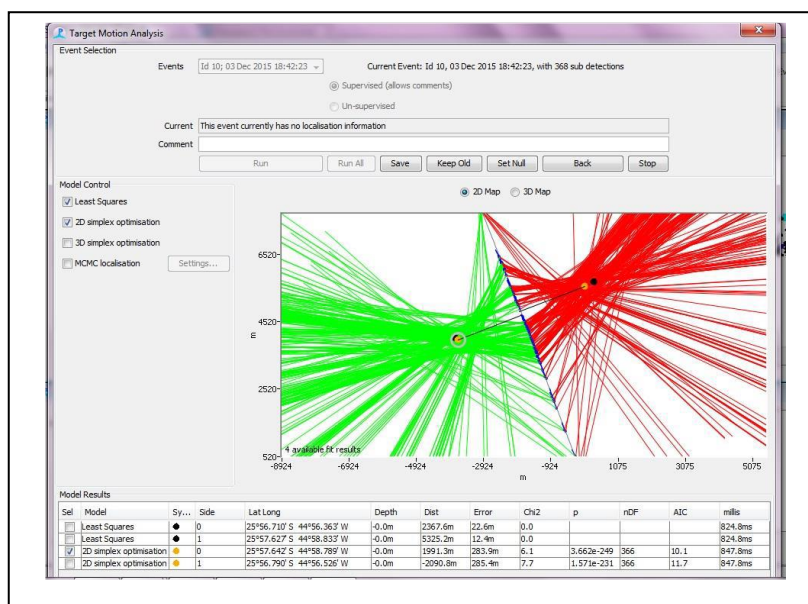 Target Motion Analysis
Event Selection
Events Id 10; 03 Dec 2015 18:42:23 Current Event: Id 10, 03 Dec 2015 18:42:23, with 368 sub detections
Supervised (allows comments)
Un-supervised
Current This event currently has no localisation information
Comment
Run Run All Save Keep Old Set Null Back Stop
Model Control
Least Squares
2D simplex optimisation
3D simplex optimisation
MCMC localisation Settings...
2D Map 3D Map
6520
4520
m
2520
520
4 available fit results
-8924 -6924 -4924 -2924 -924 1075 3075 5075
m
Model Results
Sel Model Sy... Side Lat Long Depth Dist Error Chi2 p nDF AIC millis
Least Squares 0 25°56.710' S 44°56.363' W -0.0m 2367.6m 22.6m 0.0 824.8ms
Least Squares 1 25°57.627' S 44°58.833' W -0.0m 5325.2m 12.4m 0.0 824.8ms
2D simplex optimisation 0 25°57.642' S 44°58.789' W -0.0m 1991.3m 283.9m 6.1 3.662e-249 366 10.1 847.8ms
2D simplex optimisation 1 25°56.790' S 44°56.526' W -0.0m -2090.8m 285.4m 7.7 1.571e-231 366 11.7 847.8ms